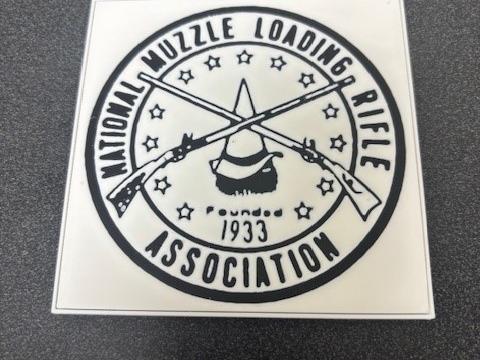 NATIONAL MUZZLE LOADING RIFLE
ASSOCIATION
Founded
1933